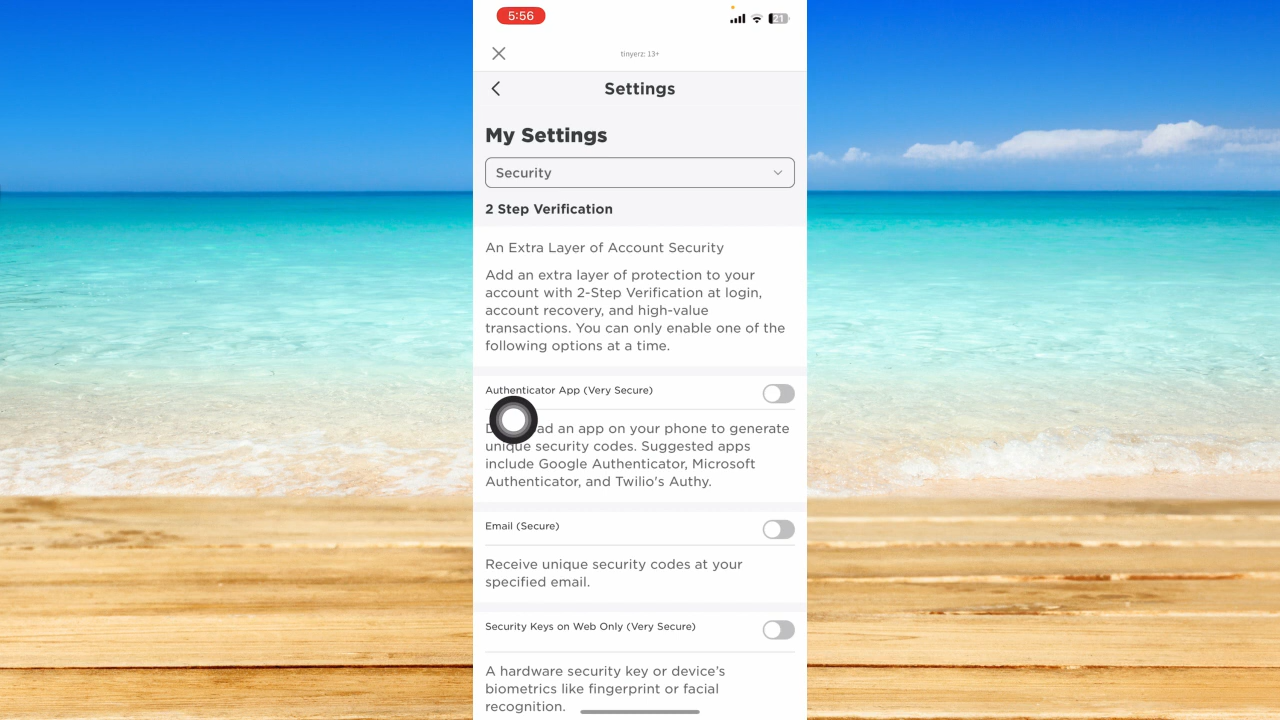 5:56
21
tinyerz: 13+
Settings
My Settings
Security
2 Step Verification
An Extra Layer of Account Security
Add an extra layer of protection to your
account with 2-Step Verification at login,
account recovery, and high-value
transactions. You can only enable one of the
following options at a time.
Authenticator App (Very Secure)
ad an app on your phone to generate
unique security codes. Suggested apps
include Google Authenticator, Microsoft
Authenticator, and Twilio's Authy.
Email (Secure)
Receive unique security codes at your
specified email.
Security Keys on Web Only (Very Secure)
A hardware security key or device's
biometrics like fingerprint or facial
recognition.